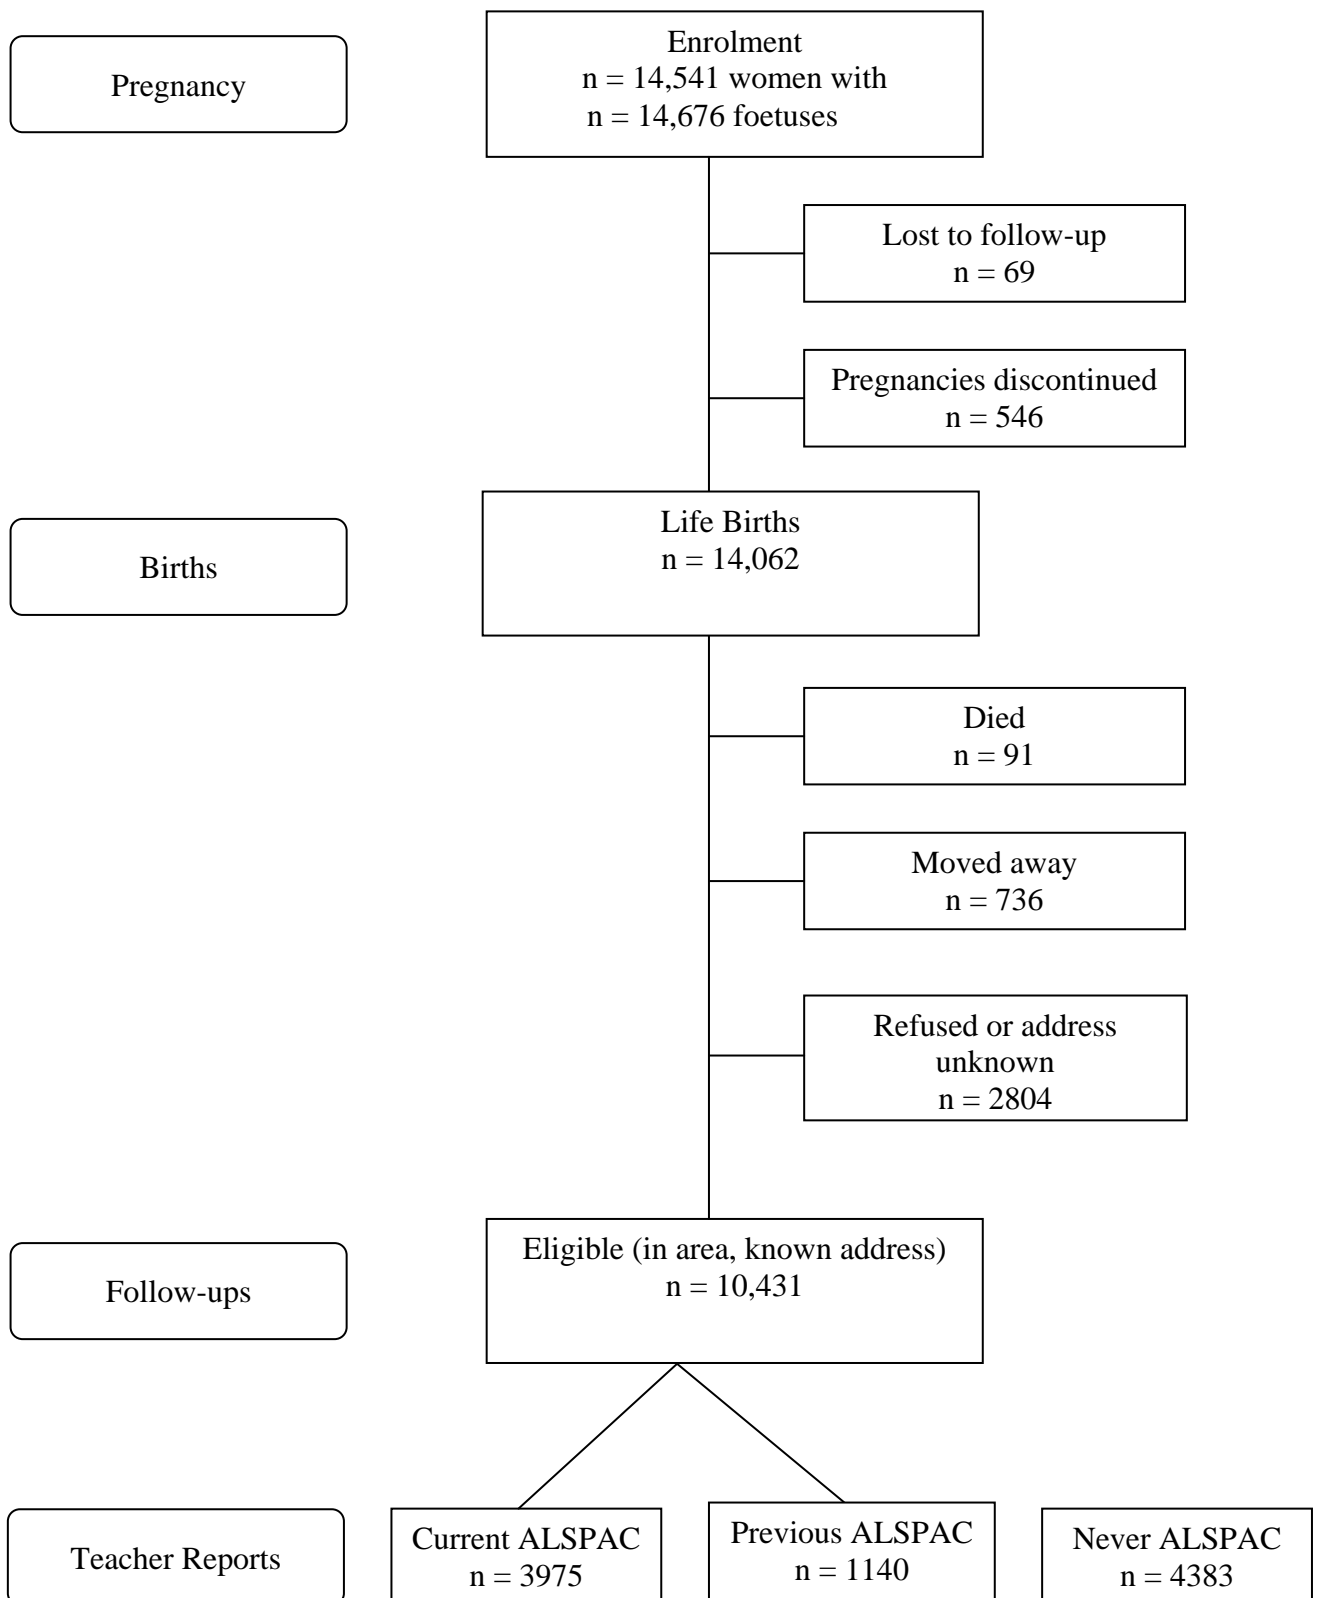 Pregnancy
Enrolment
n = 14,541 women with
n = 14,676 foetuses
Lost to follow-up
n = 69
Pregnancies discontinued
n = 546
Births
Life Births
n = 14,062
Died
n = 91
Moved away
n = 736
Refused or address
unknown
n = 2804
Follow-ups
Eligible (in area, known address)
n = 10,431
Teacher Reports
Current ALSPAC
n = 3975
Previous ALSPAC
n = 1140
Never ALSPAC
n = 4383